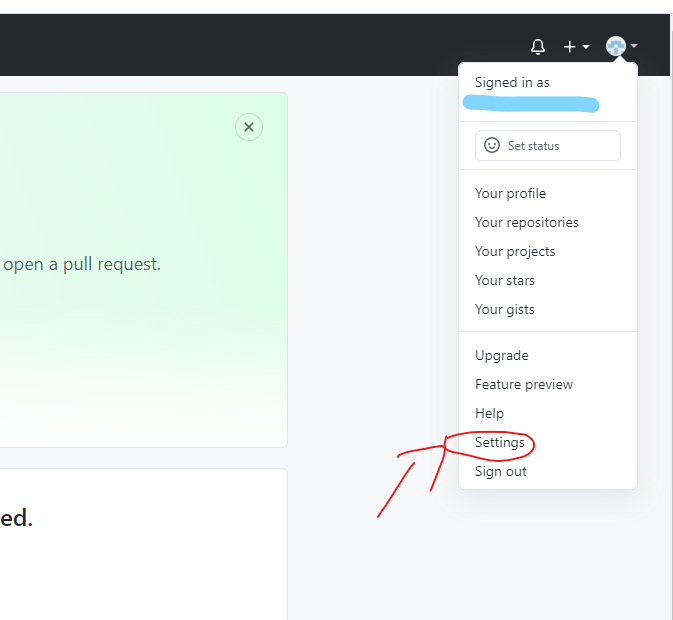 Signed in as
Set status
Your profile
Your repositories
Your projects
Your stars
Your gists
open a pull request.
Upgrade
Feature preview
Help
Settings
Sign out
ed.